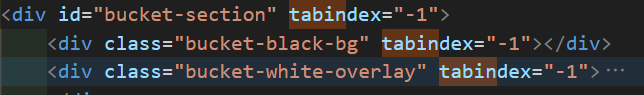 <div id="bucket-section" tabindex="-1">
<div class="bucket-black-bg" tabindex="-1"></div>
<div class="bucket-white-overlay" tabindex="-1">···